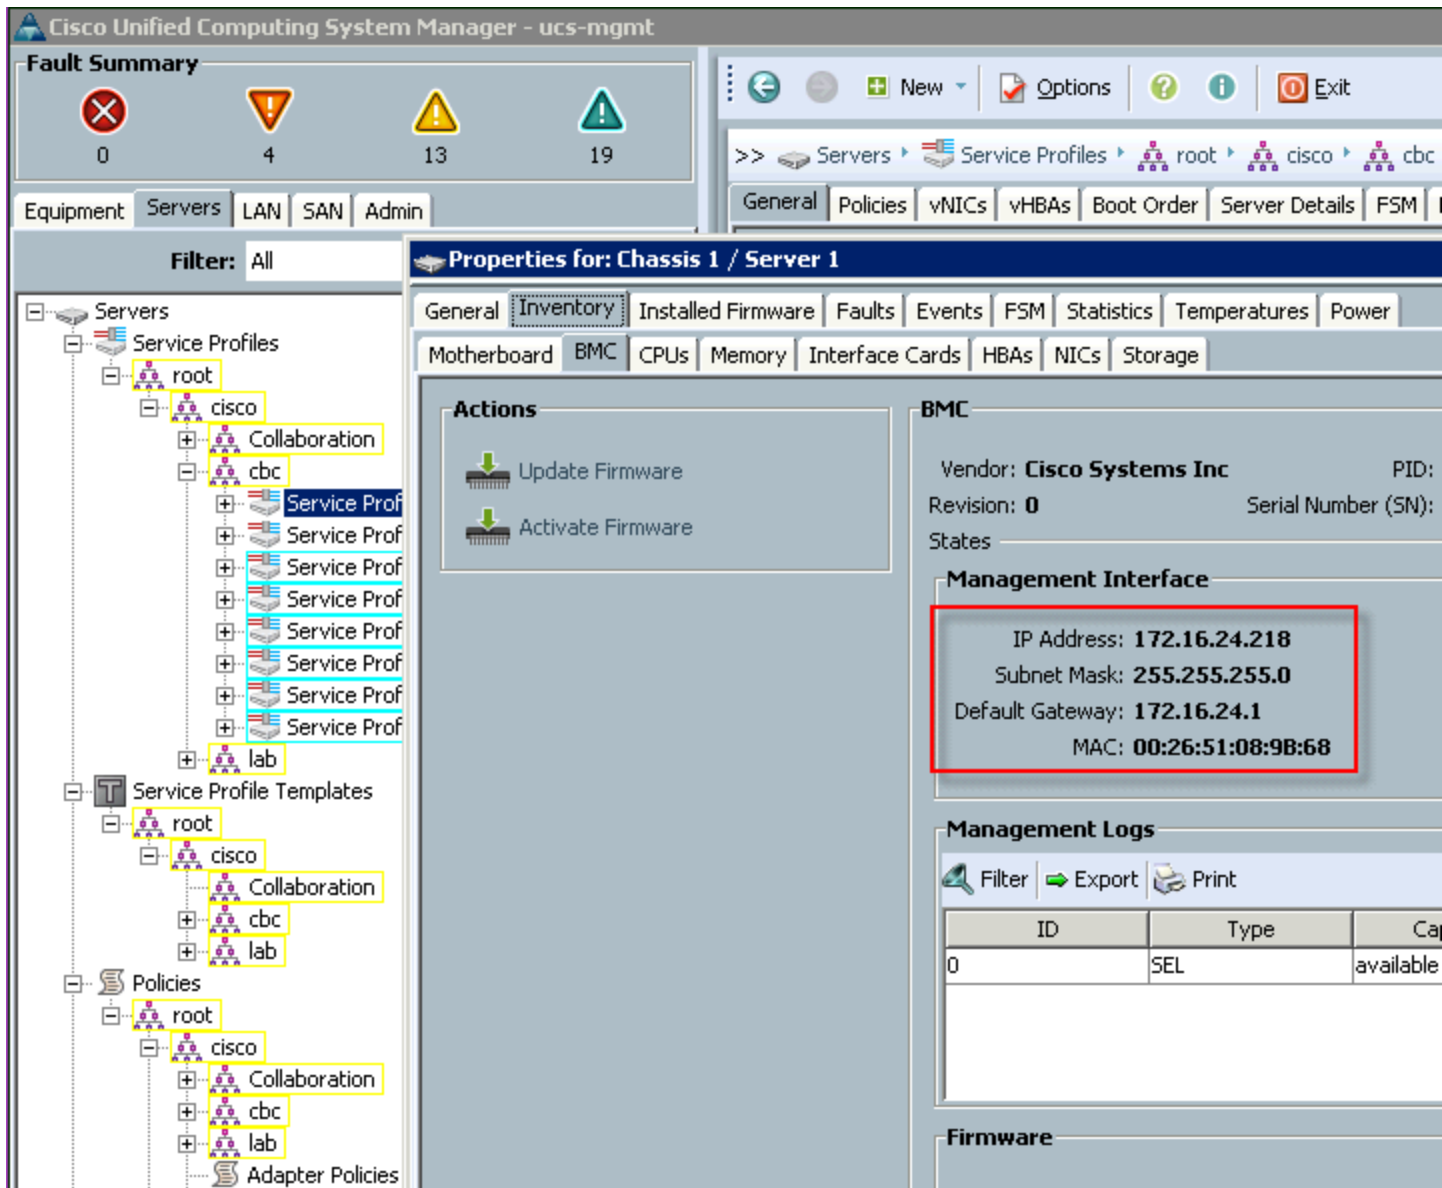 Cisco Unified Computing System Manager - ucs-mgmt
Fault Summary
0 4 13 19
New Options Exit
>> Servers Service Profiles root cisco cbc
Equipment Servers LAN SAN Admin
General Policies vNICs vHBAs Boot Order Server Details FSM
Filter: All
Properties for: Chassis 1 / Server 1
General Inventory Installed Firmware Faults Events FSM Statistics Temperatures Power
Motherboard BMC CPUs Memory Interface Cards HBAs NICs Storage
Servers
Service Profiles
root
cisco
Collaboration
cbc
Service Prof
Service Prof
Service Prof
Service Prof
Service Prof
Service Prof
Service Prof
Service Prof
lab
Service Profile Templates
root
cisco
Collaboration
cbc
lab
Policies
root
cisco
Collaboration
cbc
lab
Adapter Policies
Actions
Update Firmware
Activate Firmware
BMC
Vendor: Cisco Systems Inc PID:
Revision: 0 Serial Number (SN):
States
Management Interface
IP Address: 172.16.24.218
Subnet Mask: 255.255.255.0
Default Gateway: 172.16.24.1
MAC: 00:26:51:08:9B:68
Management Logs
Filter Export Print
ID Type Cap
0 SEL available
Firmware